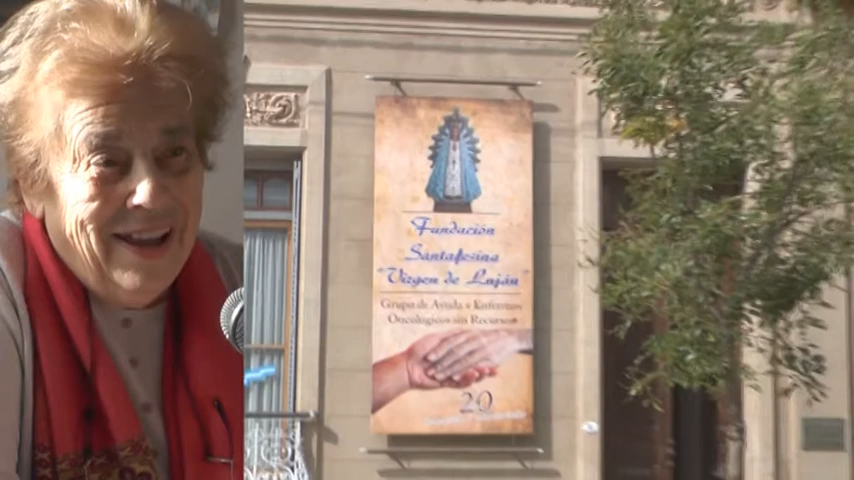 Fundación
Santafesina
"Virgen de Luján"
Grupo de Ayuda a Enfermos
Oncológicos sin Recursos
20